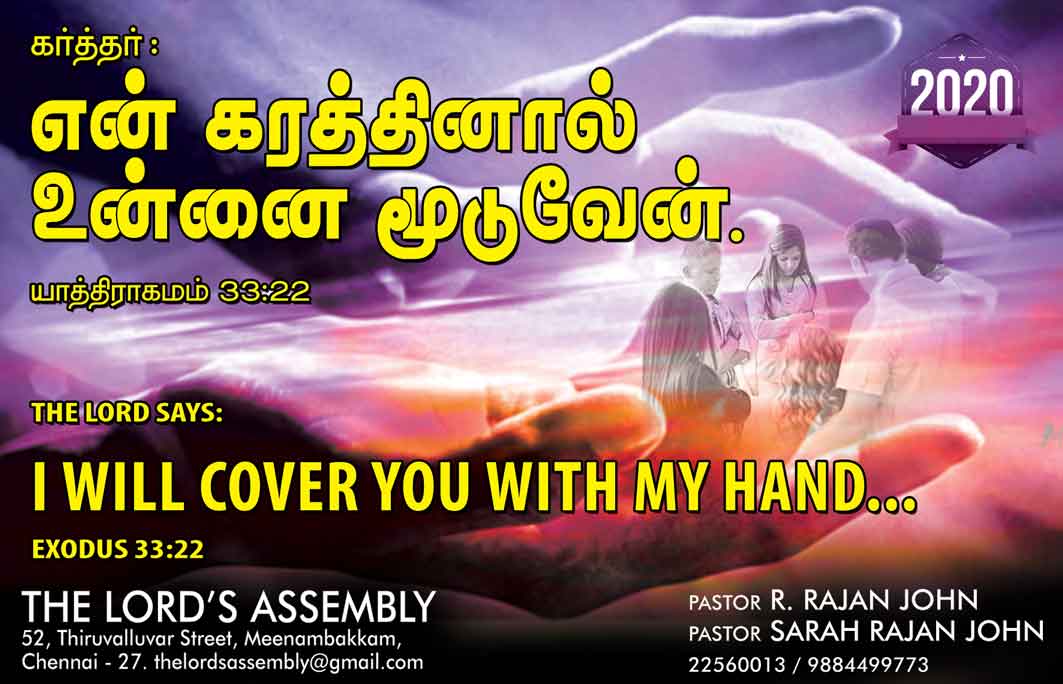 கர்த்தர் :
என் கரத்தினால்
உன்னை மூடுவேன்.
யாத்திராகமம் 33:22
2020
THE LORD SAYS:
I WILL COVER YOU WITH MY HAND...
EXODUS 33:22
THE LORD'S ASSEMBLY
52, Thiruvalluvar Street, Meenambakkam,
Chennai - 27. thelordsassembly@gmail.com
PASTOR R. RAJAN JOHN
PASTOR SARAH RAJAN JOHN
22560013 / 9884499773